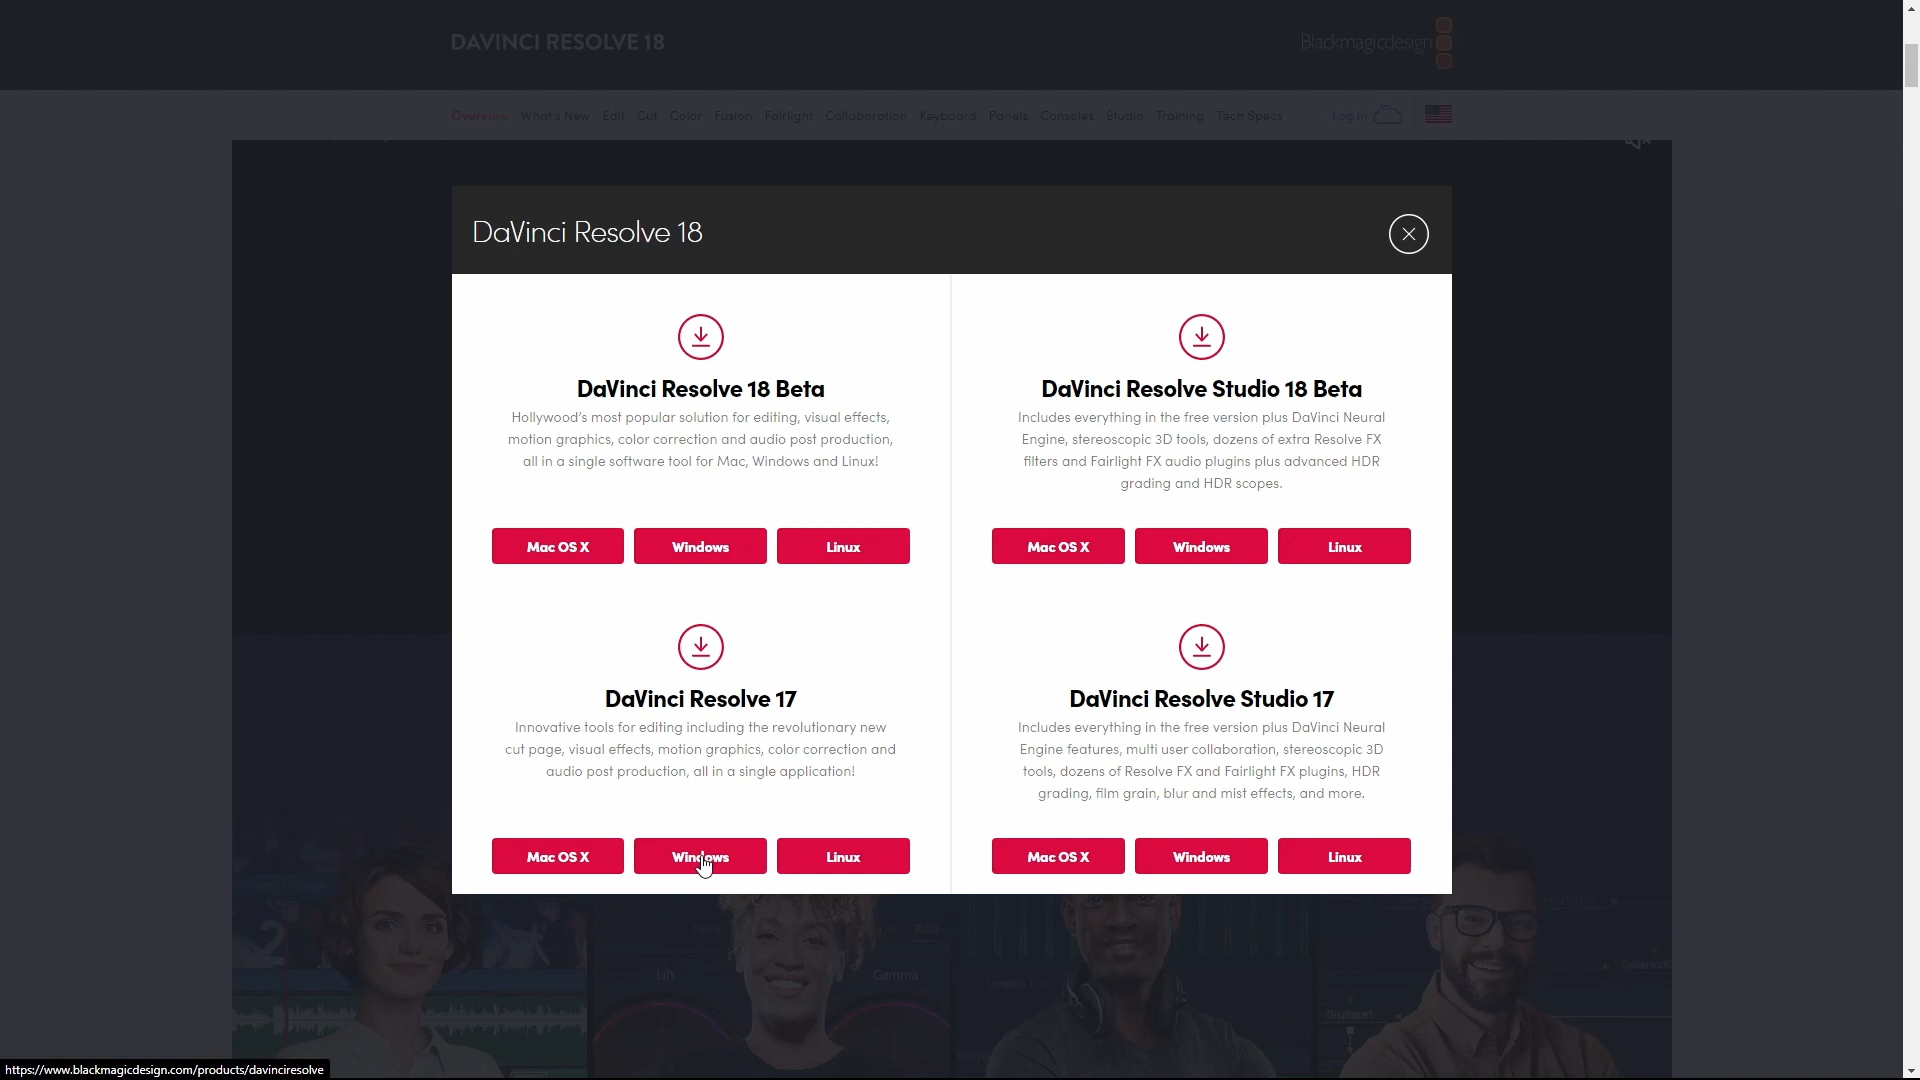 DAVINCI RESOLVE 18
Blackmagicdesign
Overview What's New Edit Cut Color Fusion Fairlight Collaboration Keyboard Panels Consoles Studio Training Tech Specs Log In
DaVinci Resolve 18
DaVinci Resolve 18 Beta
Hollywood's most popular solution for editing, visual effects,
motion graphics, color correction and audio post production,
all in a single software tool for Mac, Windows and Linux!
Mac OS X Windows Linux
DaVinci Resolve Studio 18 Beta
Includes everything in the free version plus DaVinci Neural
Engine, stereoscopic 3D tools, dozens of extra Resolve FX
filters and Fairlight FX audio plugins plus advanced HDR
grading and HDR scopes.
Mac OS X Windows Linux
DaVinci Resolve 17
Innovative tools for editing including the revolutionary new
cut page, visual effects, motion graphics, color correction and
audio post production, all in a single application!
Mac OS X Windows Linux
DaVinci Resolve Studio 17
Includes everything in the free version plus DaVinci Neural
Engine features, multi user collaboration, stereoscopic 3D
tools, dozens of Resolve FX and Fairlight FX plugins, HDR
grading, film grain, blur and mist effects, and more.
Mac OS X Windows Linux
2
Lift
Gamma
0.00
Displace1
https://www.blackmagicdesign.com/products/davinciresolve